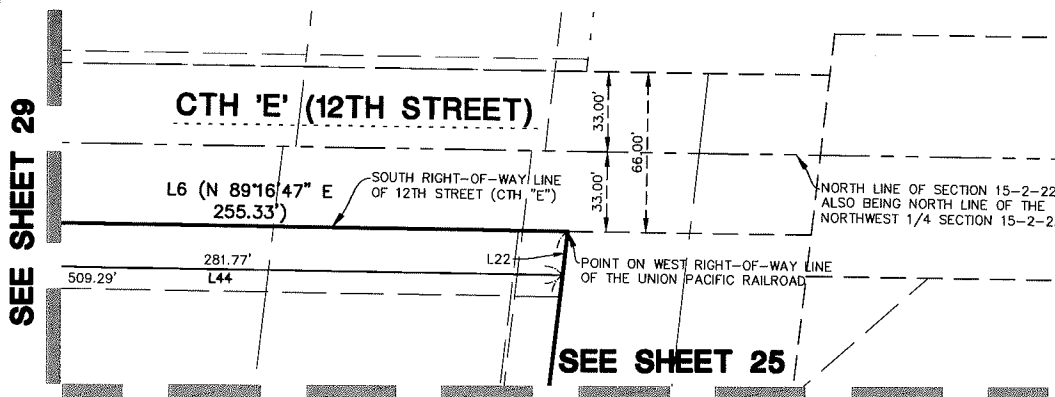 SEE SHEET 29
CTH 'E' (12TH STREET)
33.00'
66.00'
33.00'
L6 (N 89°16'47" E
255.33')
SOUTH RIGHT-OF-WAY LINE
OF 12TH STREET (CTH "E")
NORTH LINE OF SECTION 15-2-22
ALSO BEING NORTH LINE OF THE
NORTHWEST 1/4 SECTION 15-2-2
281.77'
L22
509.29'
L44
POINT ON WEST RIGHT-OF-WAY LINE
OF THE UNION PACIFIC RAILROAD
SEE SHEET 25